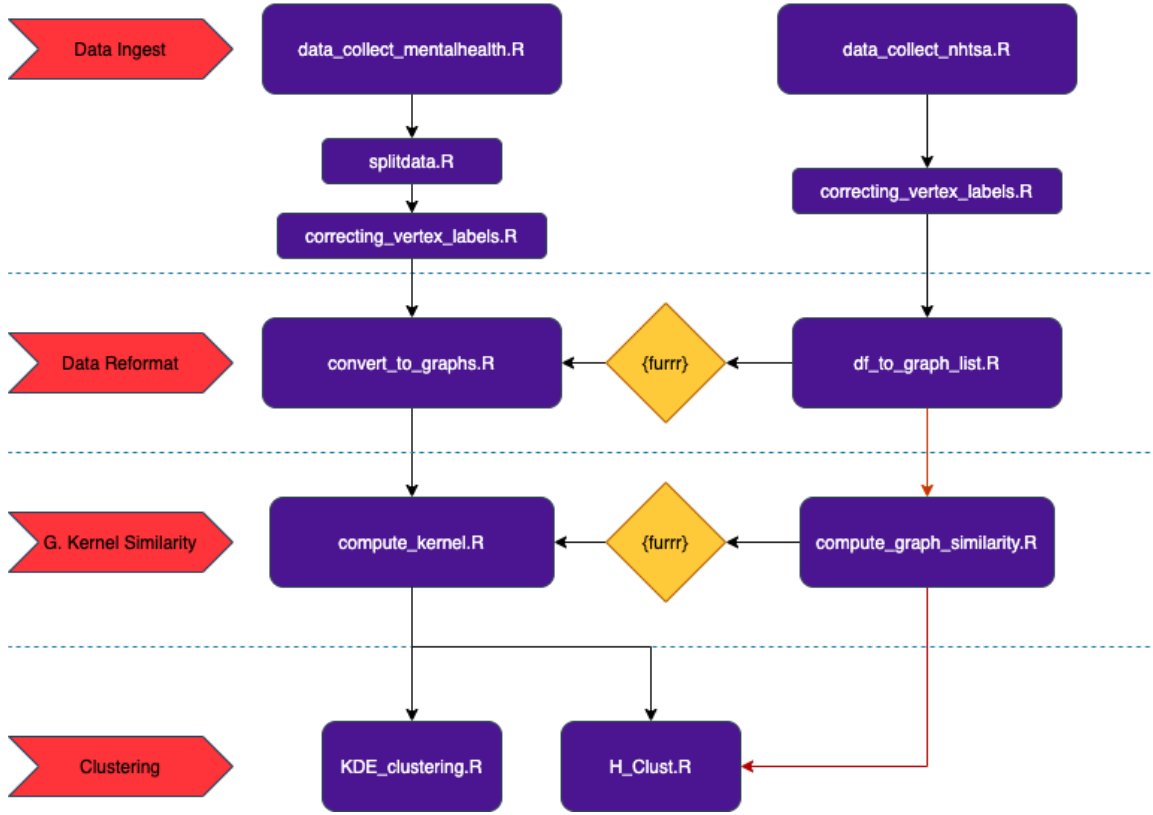 Data Ingest
data_collect_mentalhealth.R
data_collect_nhtsa.R
splitdata.R
correcting_vertex_labels.R
correcting_vertex_labels.R
Data Reformat
convert_to_graphs.R
{furrr}
df_to_graph_list.R
G. Kernel Similarity
compute_kernel.R
{furrr}
compute_graph_similarity.R
Clustering
KDE_clustering.R
H_Clust.R